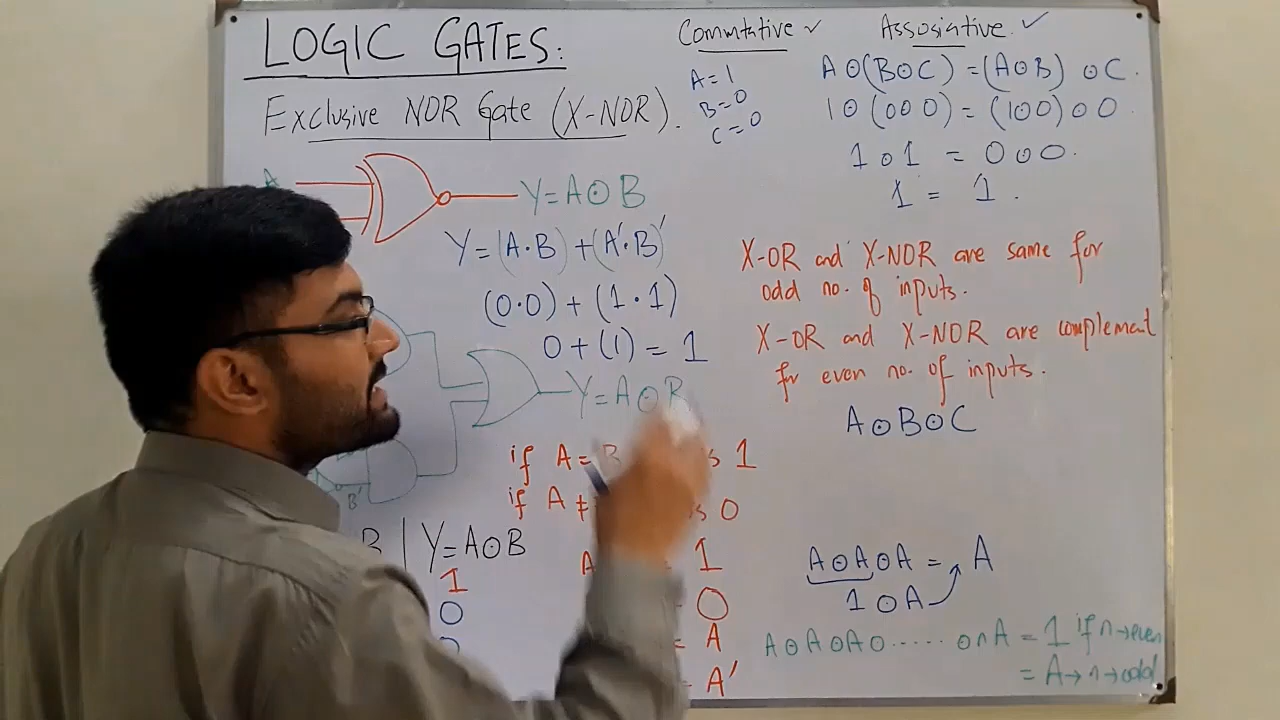 LOGIC GATES:
Exclusive NOR Gate (X-NOR).
A
Y=A⊙B
Y=(A·B)+(A'·B)'
(0·0)+(1·1)
0+(1)=1
Y=A⊙B
B'
if A=B 1
if A≠ 0
B | Y=A⊙B
1
0
A 1
= 0
= A
= A'
Commtative ✓
A=1
B=0
C=0
Assosiative ✓
A⊙(B⊙C)=(A⊙B)⊙C.
1⊙(0⊙0)=(1⊙0)⊙0.
1⊙1 = 0⊙0.
1 = 1.
X-OR and X-NOR are same for
odd no. of inputs.
X-OR and X-NOR are complement
for even no. of inputs.
A⊙B⊙C
A⊙A⊙A = A
1⊙A
A⊙A⊙A⊙...... ⊙nA = 1 if n→even
= A→n→odd